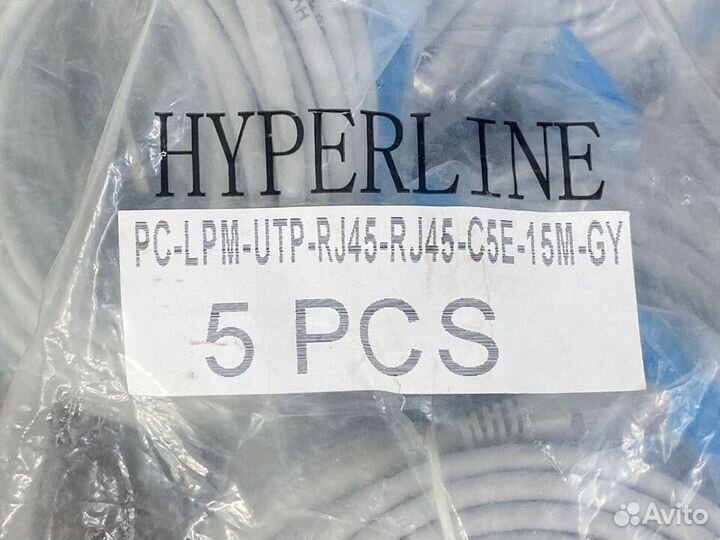 HYPERLINE
PC-LPM-UTP-RJ45-RJ45-C5E-15M-GY
5 PCS
Avito